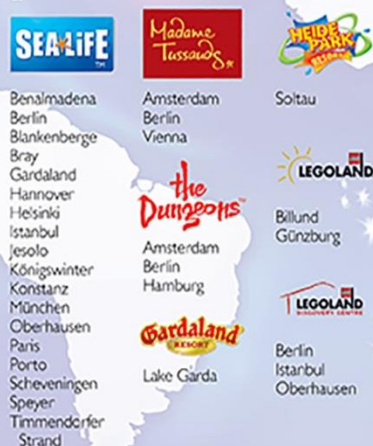 SEA LIFE
TM
Benalmadena
Berlin
Blankenberge
Bray
Gardaland
Hannover
Helsinki
Istanbul
Jesolo
Königswinter
Konstanz
München
Oberhausen
Paris
Porto
Scheveningen
Speyer
Timmendorfer
Strand
Madame
Tussauds
Amsterdam
Berlin
Vienna
the
Dungeons
Amsterdam
Berlin
Hamburg
Gardaland
RESORT
Lake Garda
HEIDE
PARK
RESORT
Soltau
LEGOLAND
Billund
Günzburg
LEGOLAND
DISCOVERY CENTRE
Berlin
Istanbul
Oberhausen